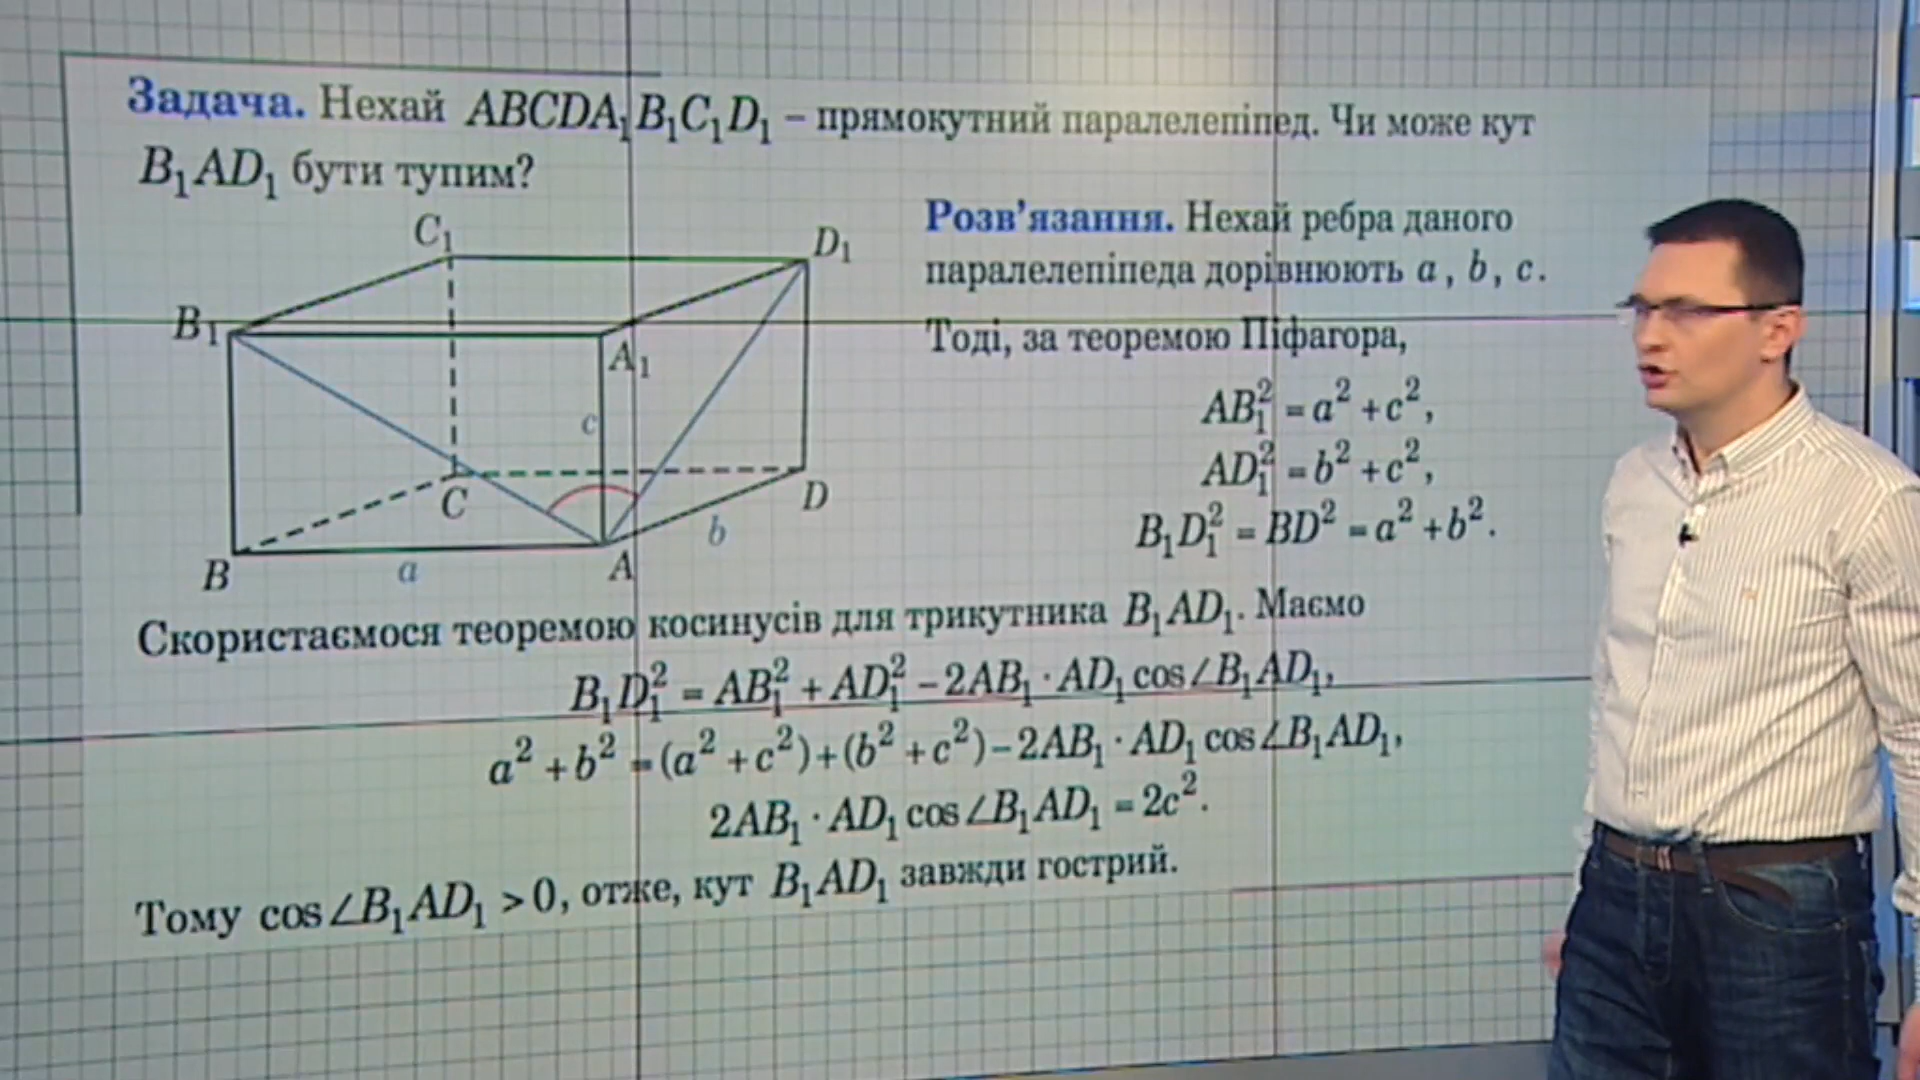 Задача. Нехай ABCDA₁B₁C₁D₁ – прямокутний паралелепіпед. Чи може кут
B₁AD₁ бути тупим?
Розв’язання. Нехай ребра даного
паралелепіпеда дорівнюють a, b, c.
Тоді, за теоремою Піфагора,
AB₁² = a² + c²,
AD₁² = b² + c²,
B₁D₁² = BD² = a² + b².
C₁
D₁
B₁
A₁
c
C
D
b
B
a
A
Скористаємося теоремою косинусів для трикутника B₁AD₁. Маємо
B₁D₁² = AB₁² + AD₁² – 2AB₁ · AD₁ cos∠B₁AD₁,
a² + b² = (a² + c²) + (b² + c²) – 2AB₁ · AD₁ cos∠B₁AD₁,
2AB₁ · AD₁ cos∠B₁AD₁ = 2c².
Тому cos∠B₁AD₁ > 0, отже, кут B₁AD₁ завжди гострий.